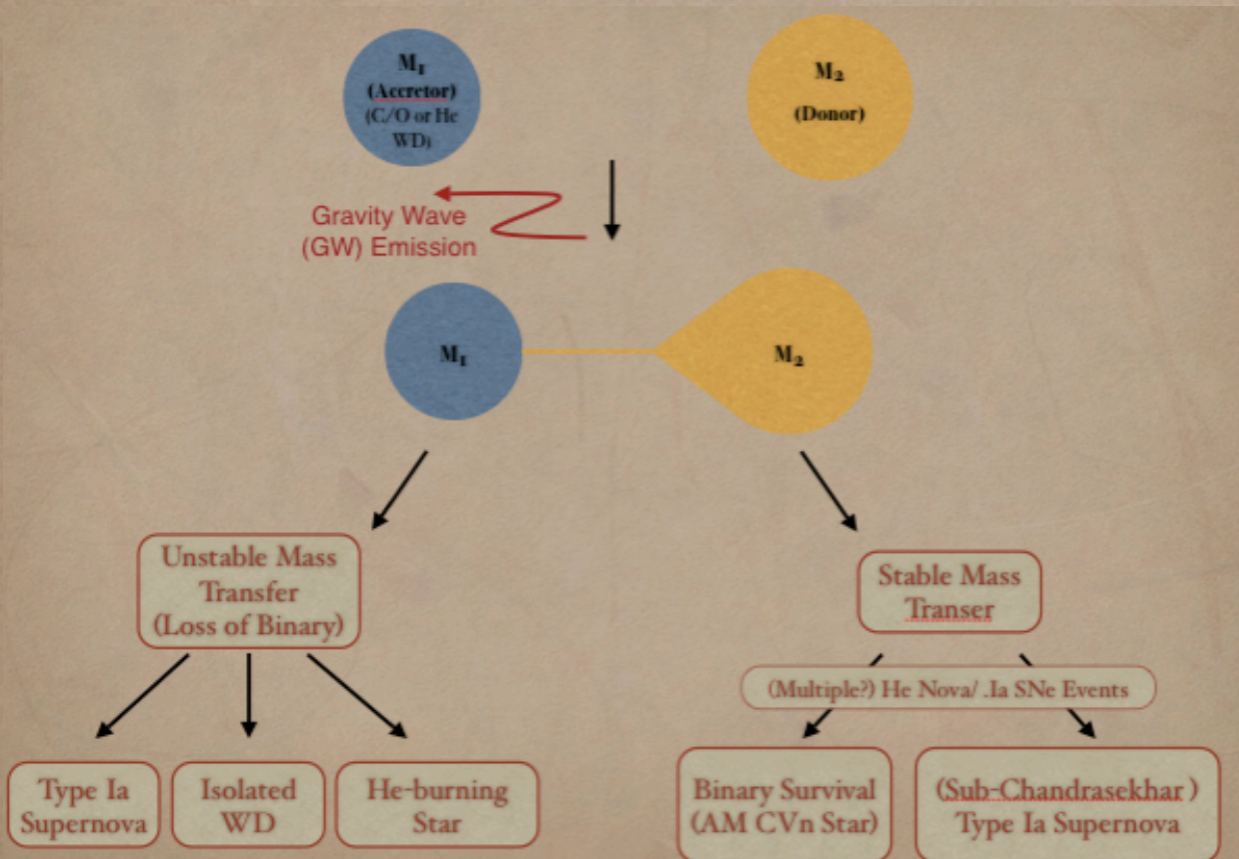 M₁
(Accretor)
(C/O or He
WD)
M₂
(Donor)
Gravity Wave
(GW) Emission
M₁
M₂
Unstable Mass
Transfer
(Loss of Binary)
Stable Mass
Transer
(Multiple?) He Nova/ .Ia SNe Events
Type Ia
Supernova
Isolated
WD
He-burning
Star
Binary Survival
(AM CVn Star)
(Sub-Chandrasekhar )
Type Ia Supernova